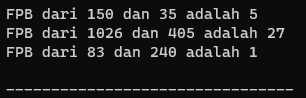 FPB dari 150 dan 35 adalah 5
FPB dari 1026 dan 405 adalah 27
FPB dari 83 dan 240 adalah 1
--------------------------------